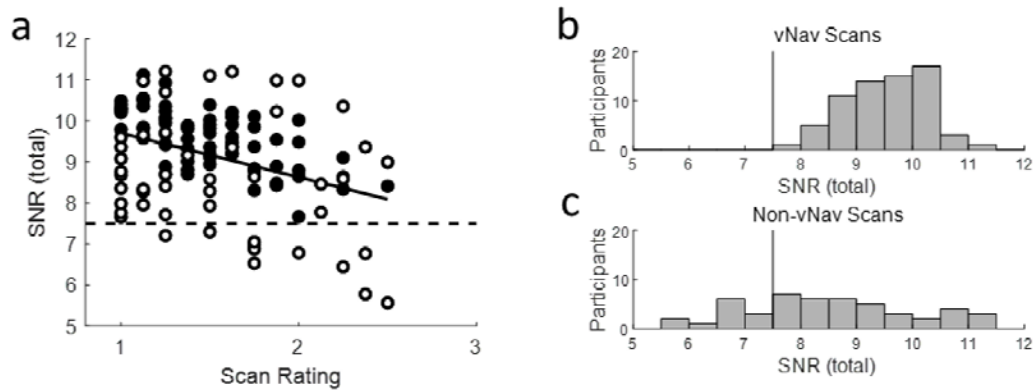 a
12
11
10
9
8
7
6
5
SNR (total)
1 2 3
Scan Rating
b
vNav Scans
20
10
0
Participants
5 6 7 8 9 10 11 12
SNR (total)
c
Non-vNav Scans
20
10
0
Participants
5 6 7 8 9 10 11 12
SNR (total)